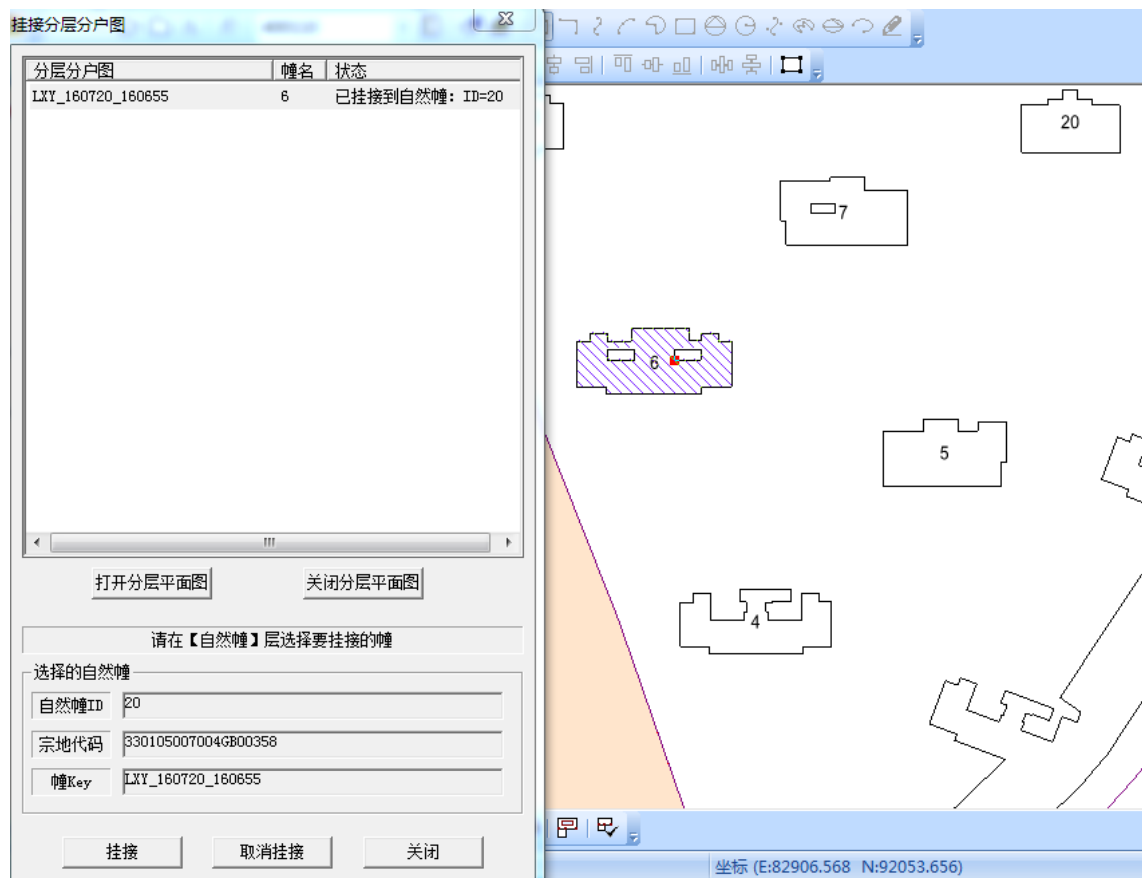 挂接分层分户图
分层分户图 幢名 状态
LXY_160720_160655 6 已挂接到自然幢: ID=20
打开分层平面图 关闭分层平面图
请在【自然幢】层选择要挂接的幢
选择的自然幢
自然幢ID 20
宗地代码 330105007004GB00358
幢Key LXY_160720_160655
挂接 取消挂接 关闭
20
7
6
5
4
坐标 (E:82906.568 N:92053.656)